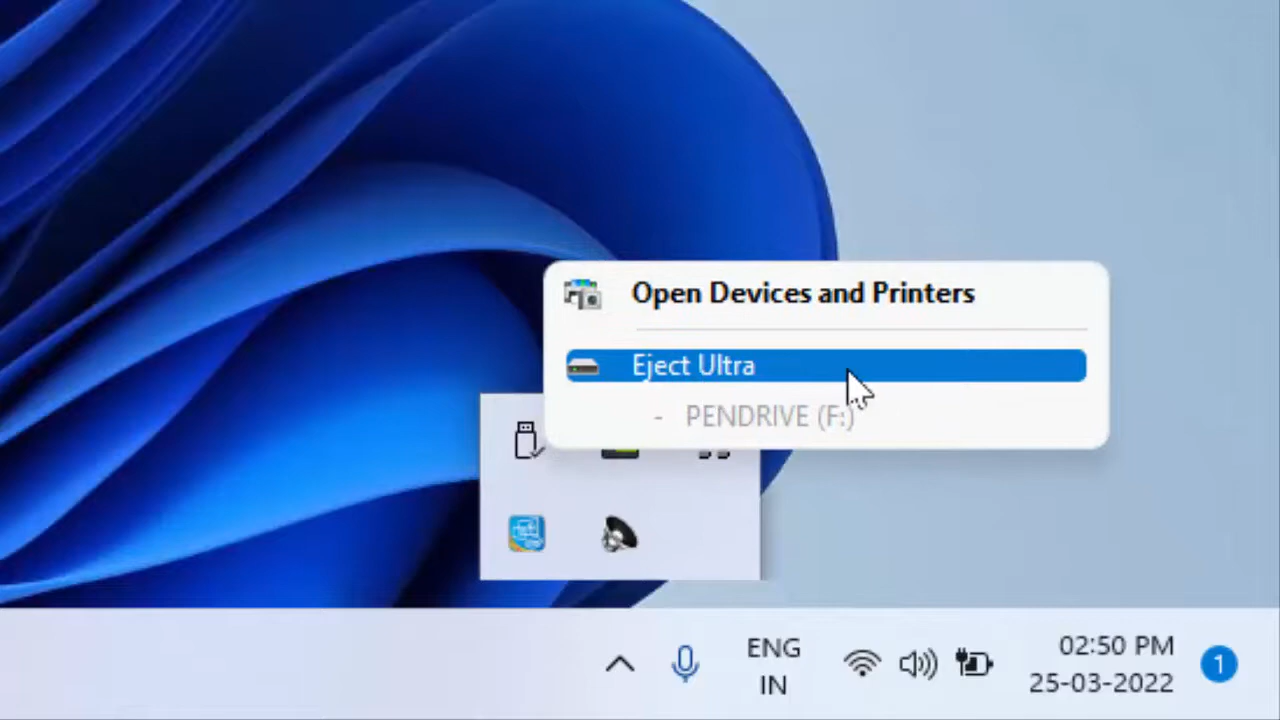 Open Devices and Printers
Eject Ultra
- PENDRIVE (F:)
ENG
IN
02:50 PM
25-03-2022
1